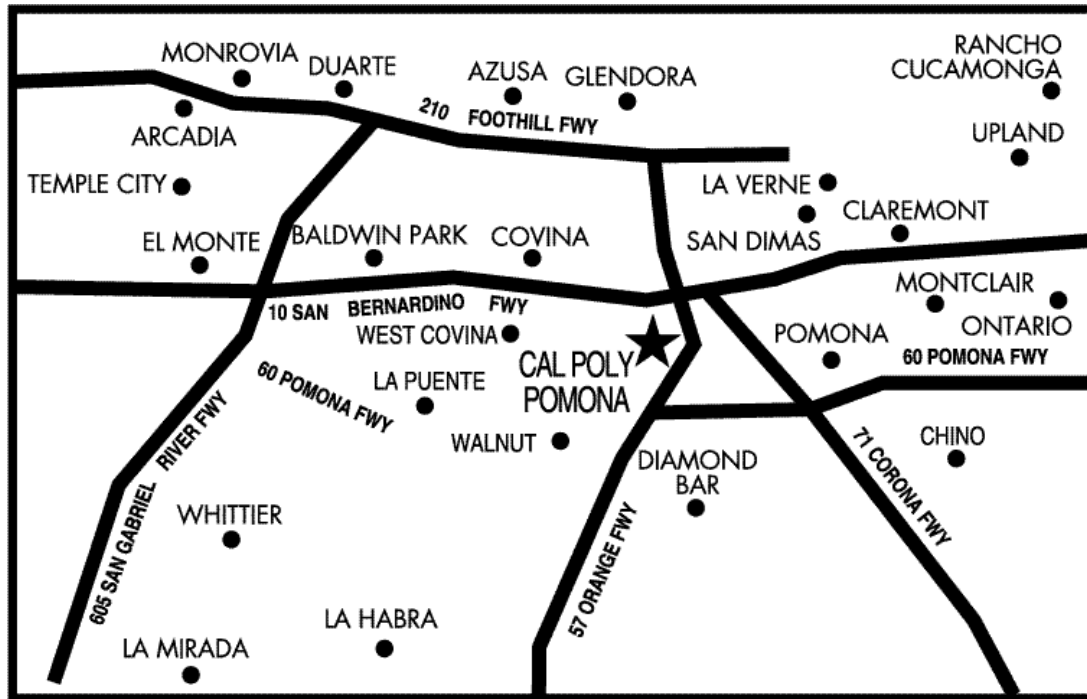 MONROVIA
DUARTE
AZUSA
GLENDORA
RANCHO
CUCAMONGA
ARCADIA
210 FOOTHILL FWY
UPLAND
TEMPLE CITY
LA VERNE
CLAREMONT
EL MONTE
BALDWIN PARK
COVINA
SAN DIMAS
10 SAN BERNARDINO FWY
MONTCLAIR
ONTARIO
WEST COVINA
CAL POLY
POMONA
POMONA
60 POMONA FWY
60 POMONA FWY
LA PUENTE
WALNUT
DIAMOND
BAR
71 CORONA FWY
CHINO
605 SAN GABRIEL RIVER FWY
WHITTIER
57 ORANGE FWY
LA HABRA
LA MIRADA